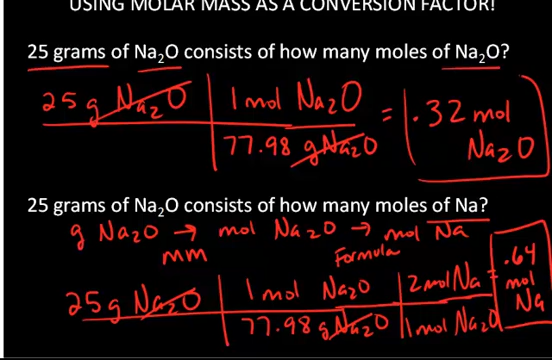 USING MOLAR MASS AS A CONVERSION FACTOR!
25 grams of Na₂O consists of how many moles of Na₂O?
25 g Na₂O | 1 mol Na₂O = .32 mol
77.98 g Na₂O Na₂O
25 grams of Na₂O consists of how many moles of Na?
g Na₂O → mol Na₂O → mol Na
MM Formula
25 g Na₂O | 1 mol Na₂O | 2 mol Na = .64 mol Na
77.98 g Na₂O | 1 mol Na₂O